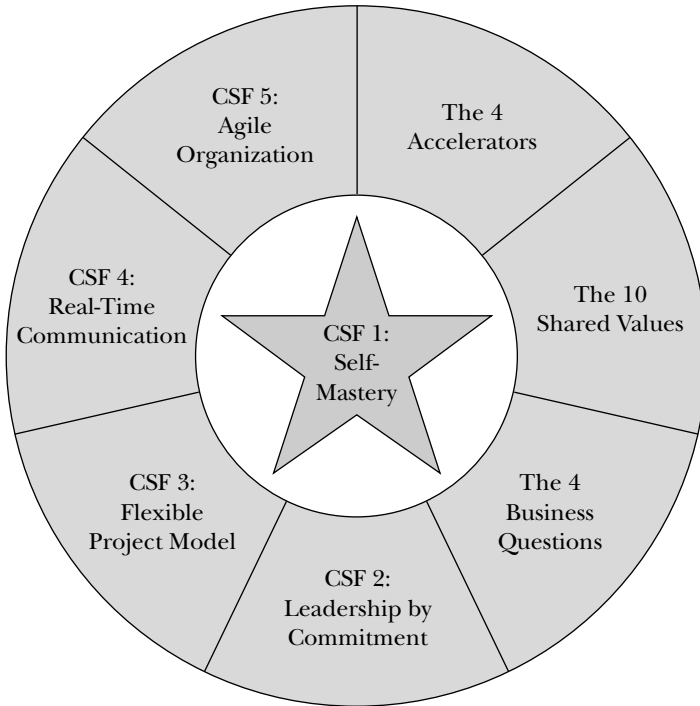 CSF 5:
Agile
Organization
The 4
Accelerators
CSF 4:
Real-Time
Communication
The 10
Shared Values
CSF 1:
Self-
Mastery
CSF 3:
Flexible
Project Model
The 4
Business
Questions
CSF 2:
Leadership by
Commitment